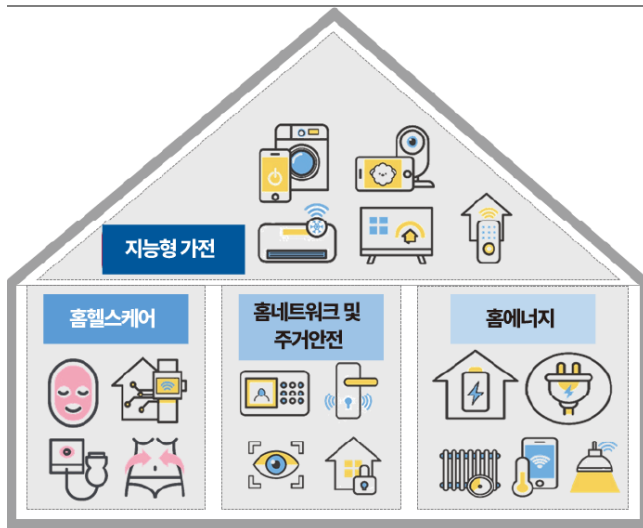 지능형 가전
홈헬스케어
홈네트워크 및
주거안전
홈에너지